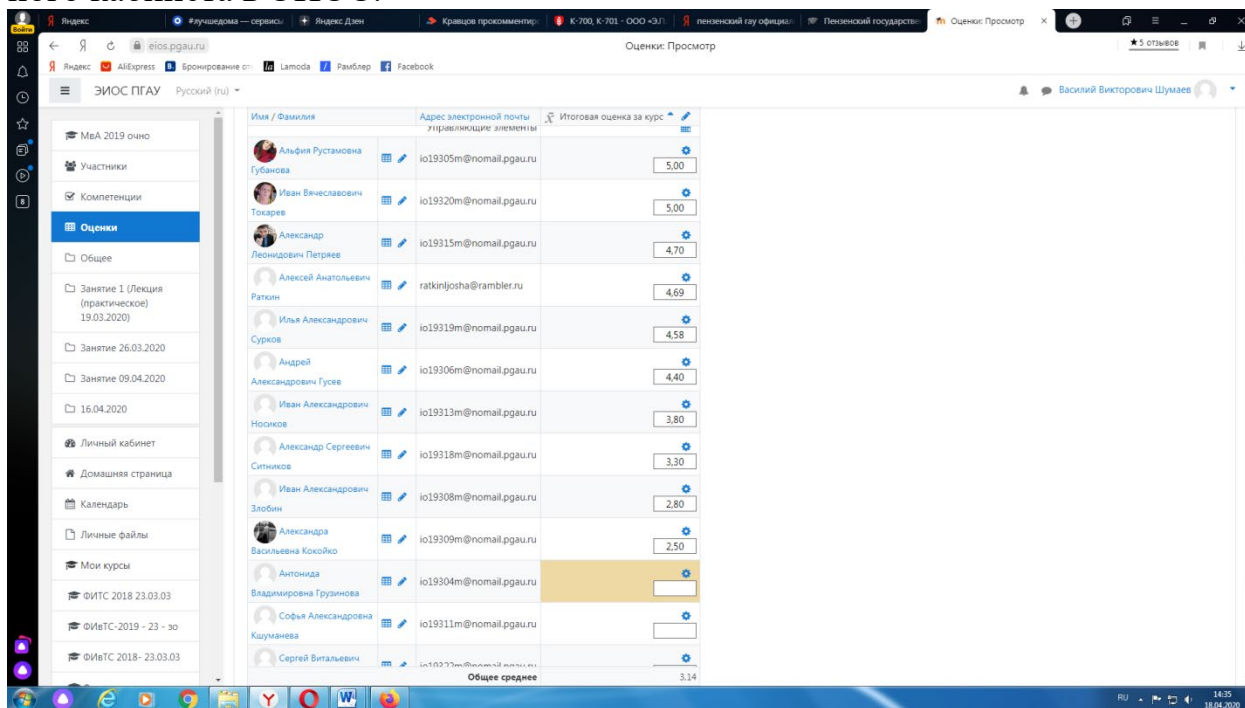 Яндекс
#лучшедома — сервисы
Яндекс Дзен
Кравцов прокомментир
К-700, К-701 - ООО «ЭЛ
пензенский гау официал
Пензенский государстве
Оценки: Просмотр
Войти
eios.pgau.ru
Оценки: Просмотр
★ 5 отзывов
Яндекс
AliExpress
Бронирование от
Lamoda
Рамблер
Facebook
ЭИОС ПГАУ
Русский (ru)
Василий Викторович Шумаев
МвА 2019 очно
Участники
Компетенции
Оценки
Общее
Занятие 1 (Лекция
(практическое)
19.03.2020)
Занятие 26.03.2020
Занятие 09.04.2020
16.04.2020
Личный кабинет
Домашняя страница
Календарь
Личные файлы
Мои курсы
ФИТС 2018 23.03.03
ФИвТС-2019 - 23 - зо
ФИвТС 2018- 23.03.03
Имя / Фамилия
Адрес электронной почты
Итоговая оценка за курс
Управляющие элементы
Альфия Рустамовна
Губанова
io19305m@nomail.pgau.ru
5,00
Иван Вячеславович
Токарев
io19320m@nomail.pgau.ru
5,00
Александр
Леонидович Петряев
io19315m@nomail.pgau.ru
4,70
Алексей Анатольевич
Раткин
ratkinljosha@rambler.ru
4,69
Илья Александрович
Сурков
io19319m@nomail.pgau.ru
4,58
Андрей
Александрович Гусев
io19306m@nomail.pgau.ru
4,40
Иван Александрович
Носиков
io19313m@nomail.pgau.ru
3,80
Александр Сергеевич
Ситников
io19318m@nomail.pgau.ru
3,30
Иван Александрович
Злобин
io19308m@nomail.pgau.ru
2,80
Александра
Васильевна Кокойко
io19309m@nomail.pgau.ru
2,50
Антонида
Владимировна Грузинова
io19304m@nomail.pgau.ru
Софья Александровна
Кшуманева
io19311m@nomail.pgau.ru
Сергей Витальевич
io19322m@nomail.pgau.ru
Общее среднее
3,14
RU
14:35
18.04.2020